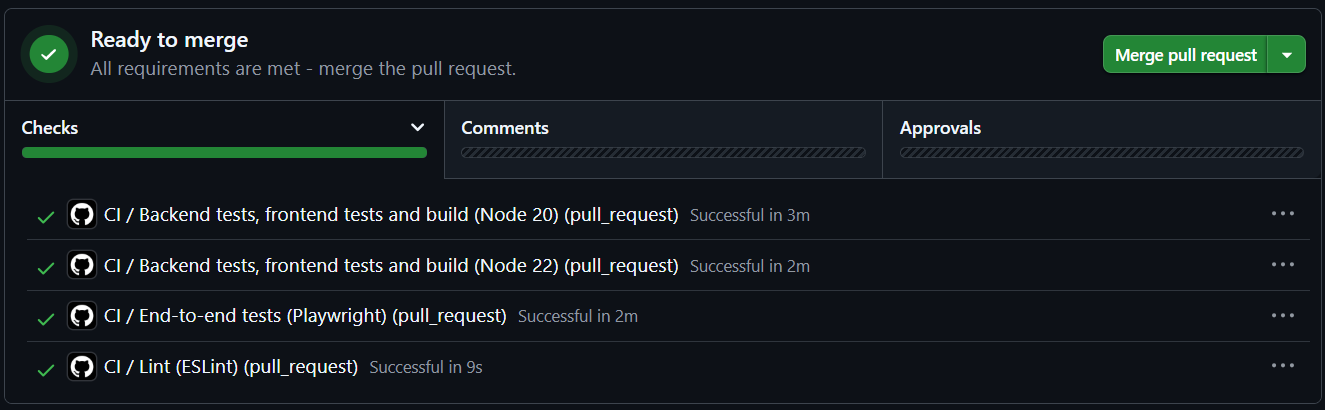 Ready to merge
All requirements are met - merge the pull request.
Merge pull request
Checks
Comments
Approvals
CI / Backend tests, frontend tests and build (Node 20) (pull_request) Successful in 3m
CI / Backend tests, frontend tests and build (Node 22) (pull_request) Successful in 2m
CI / End-to-end tests (Playwright) (pull_request) Successful in 2m
CI / Lint (ESLint) (pull_request) Successful in 9s